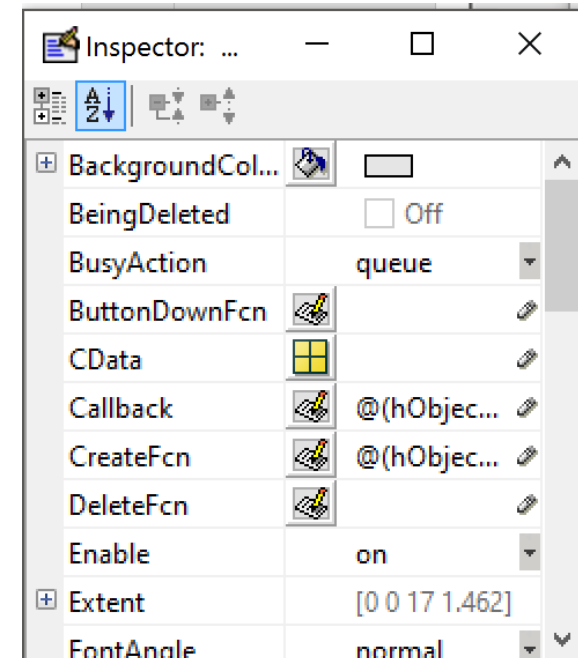 Inspector: ...
A
Z
BackgroundCol...
BeingDeleted Off
BusyAction queue
ButtonDownFcn
CData
Callback @(hObjec...
CreateFcn @(hObjec...
DeleteFcn
Enable on
Extent [0 0 17 1.462]
FontAngle normal